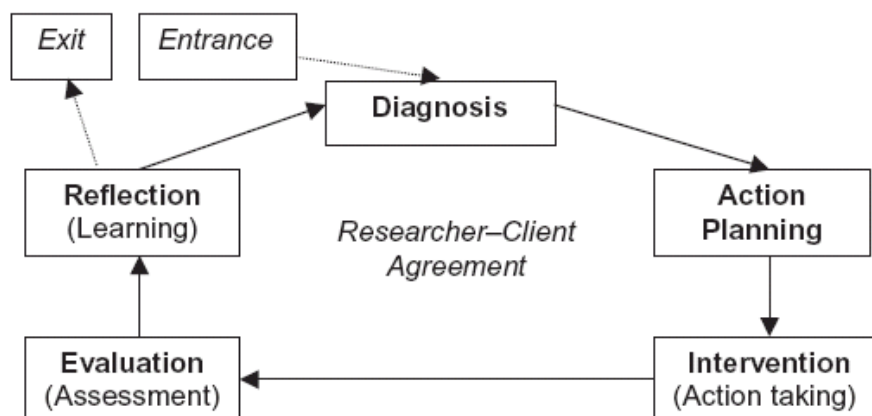 Exit
Entrance
Diagnosis
Reflection
(Learning)
Action
Planning
Researcher–Client
Agreement
Evaluation
(Assessment)
Intervention
(Action taking)